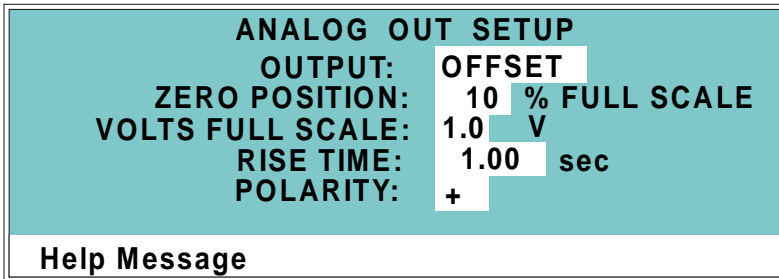 ANALOG OUT SETUP
OUTPUT: OFFSET
ZERO POSITION: 10 % FULL SCALE
VOLTS FULL SCALE: 1.0 V
RISE TIME: 1.00 sec
POLARITY: +
Help Message